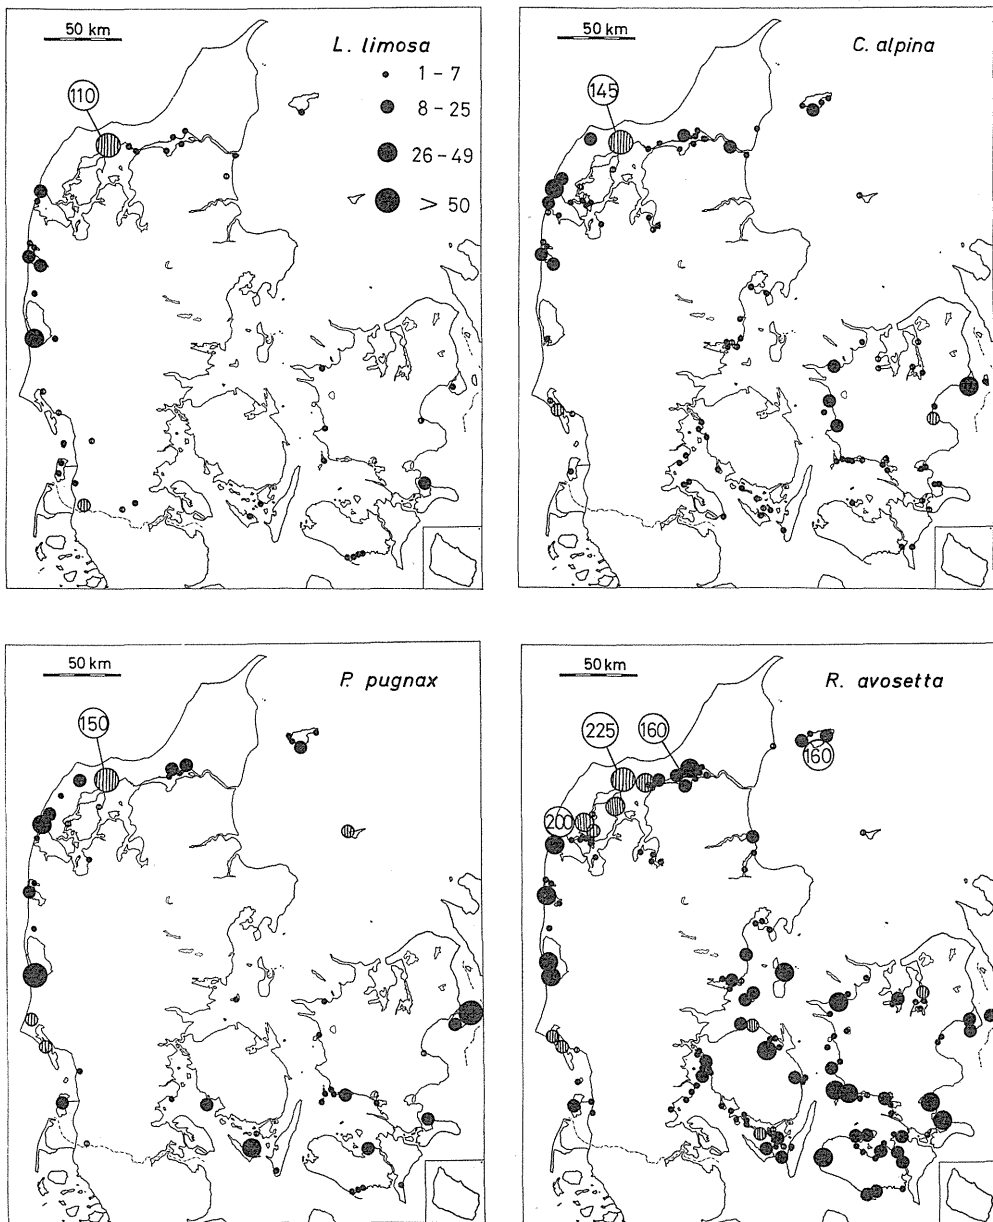 50 km
L. limosa
1 – 7
8 – 25
26 – 49
> 50
110
50 km
C. alpina
145
50 km
P. pugnax
150
50 km
R. avosetta
225
160
160
200